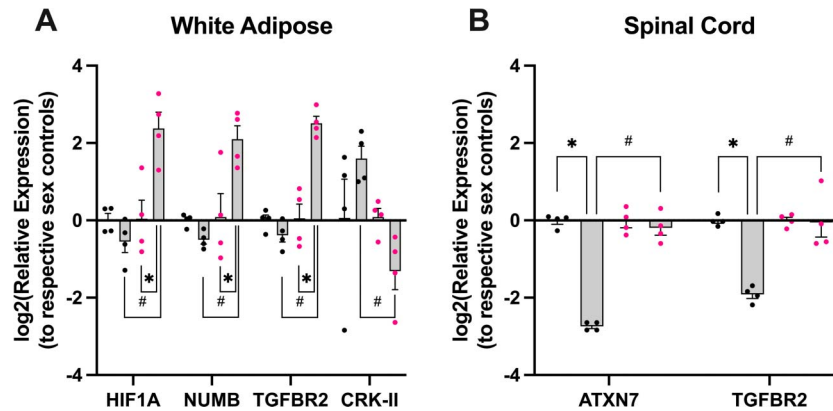 A
White Adipose
log2(Relative Expression)
(to respective sex controls)
4
2
0
-2
-4
*
*
*
#
#
#
#
HIF1A
NUMB
TGFBR2
CRK-II
B
Spinal Cord
log2(Relative Expression)
(to respective sex controls)
4
2
0
-2
-4
*
#
*
#
ATXN7
TGFBR2